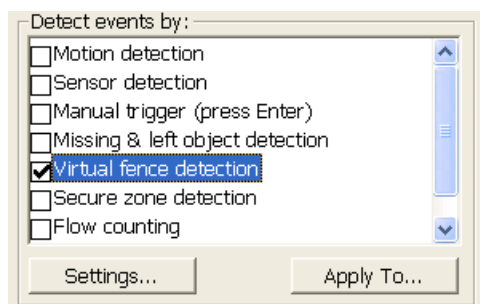 Detect events by:
Motion detection
Sensor detection
Manual trigger (press Enter)
Missing & left object detection
Virtual fence detection
Secure zone detection
Flow counting
Settings...
Apply To...